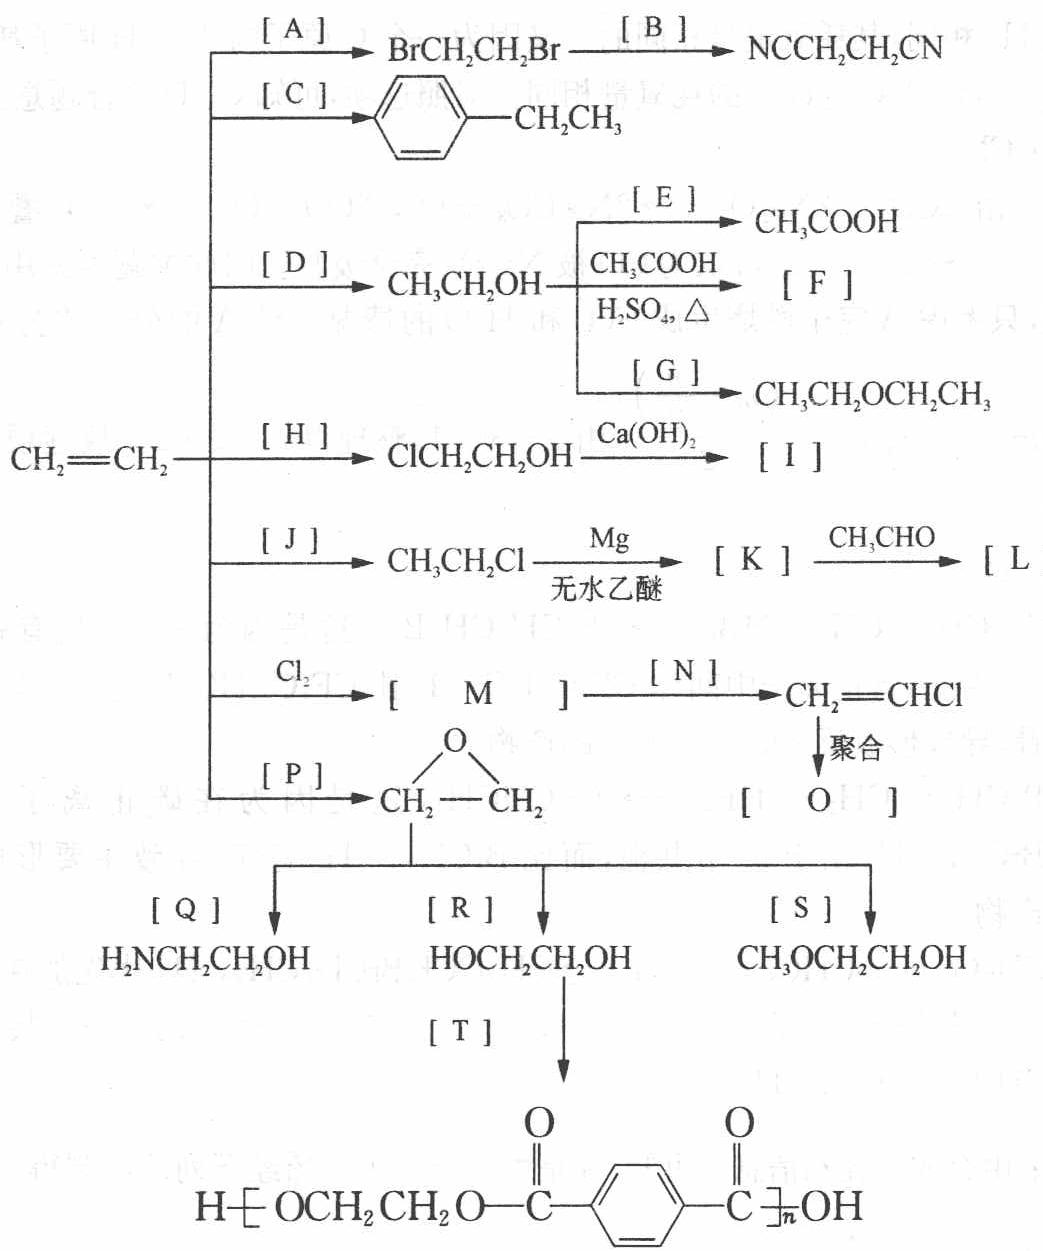 [ A ] BrCH₂CH₂Br [ B ] NCCH₂CH₂CN
[ C ] CH₂CH₃
[ E ] CH₃COOH
[ D ] CH₃CH₂OH CH₃COOH H₂SO₄, △ [ F ]
[ G ] CH₃CH₂OCH₂CH₃
CH₂═CH₂ [ H ] ClCH₂CH₂OH Ca(OH)₂ [ I ]
[ J ] CH₃CH₂Cl Mg 无水乙醚 [ K ] CH₃CHO [ L
Cl₂ [ M ] [ N ] CH₂═CHCl
聚合
[ P ] O CH₂—CH₂ [ O ]
[ Q ] [ R ] [ S ]
H₂NCH₂CH₂OH HOCH₂CH₂OH CH₃OCH₂CH₂OH
[ T ]
O O
H-[-OCH₂CH₂O—C C-]-ₙOH